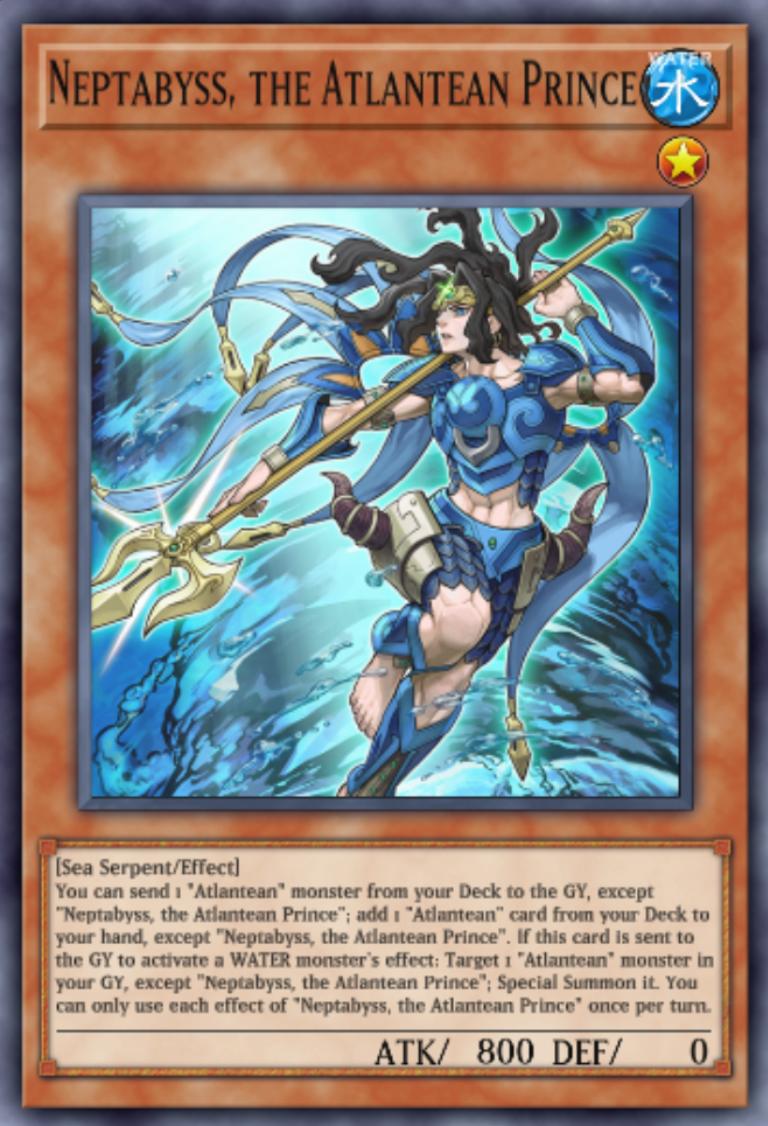 NEPTABYSS, THE ATLANTEAN PRINCE
WATER
水
[Sea Serpent/Effect]
You can send 1 "Atlantean" monster from your Deck to the GY, except
"Neptabyss, the Atlantean Prince"; add 1 "Atlantean" card from your Deck to
your hand, except "Neptabyss, the Atlantean Prince". If this card is sent to
the GY to activate a WATER monster's effect: Target 1 "Atlantean" monster in
your GY, except "Neptabyss, the Atlantean Prince"; Special Summon it. You
can only use each effect of "Neptabyss, the Atlantean Prince" once per turn.
ATK/ 800 DEF/ 0